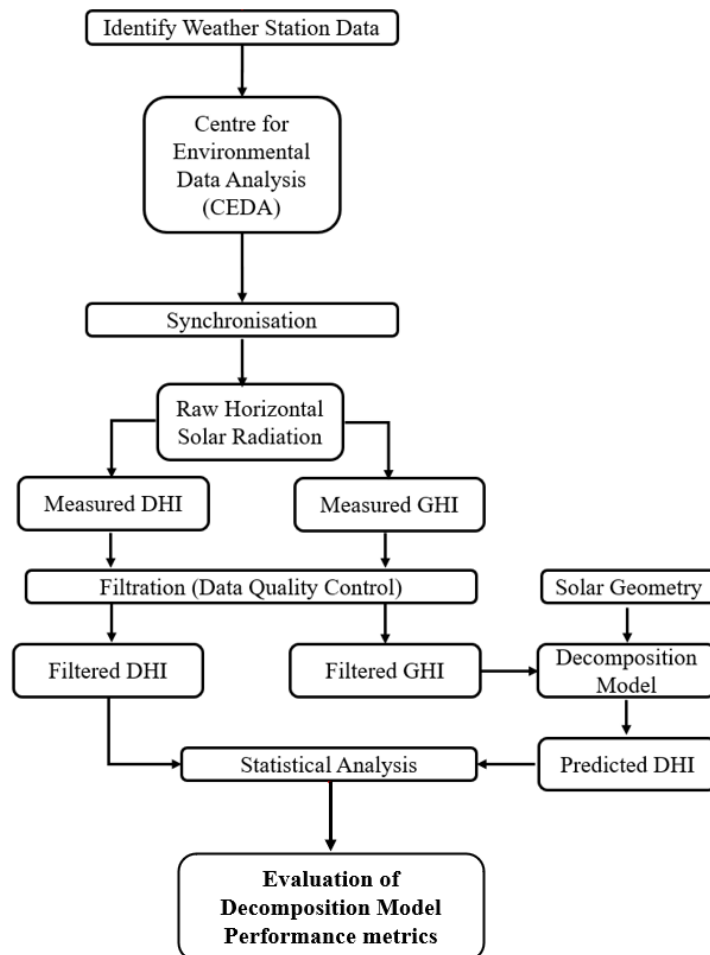 Identify Weather Station Data
Centre for
Environmental
Data Analysis
(CEDA)
Synchronisation
Raw Horizontal
Solar Radiation
Measured DHI
Measured GHI
Filtration (Data Quality Control)
Solar Geometry
Filtered DHI
Filtered GHI
Decomposition
Model
Statistical Analysis
Predicted DHI
Evaluation of
Decomposition Model
Performance metrics